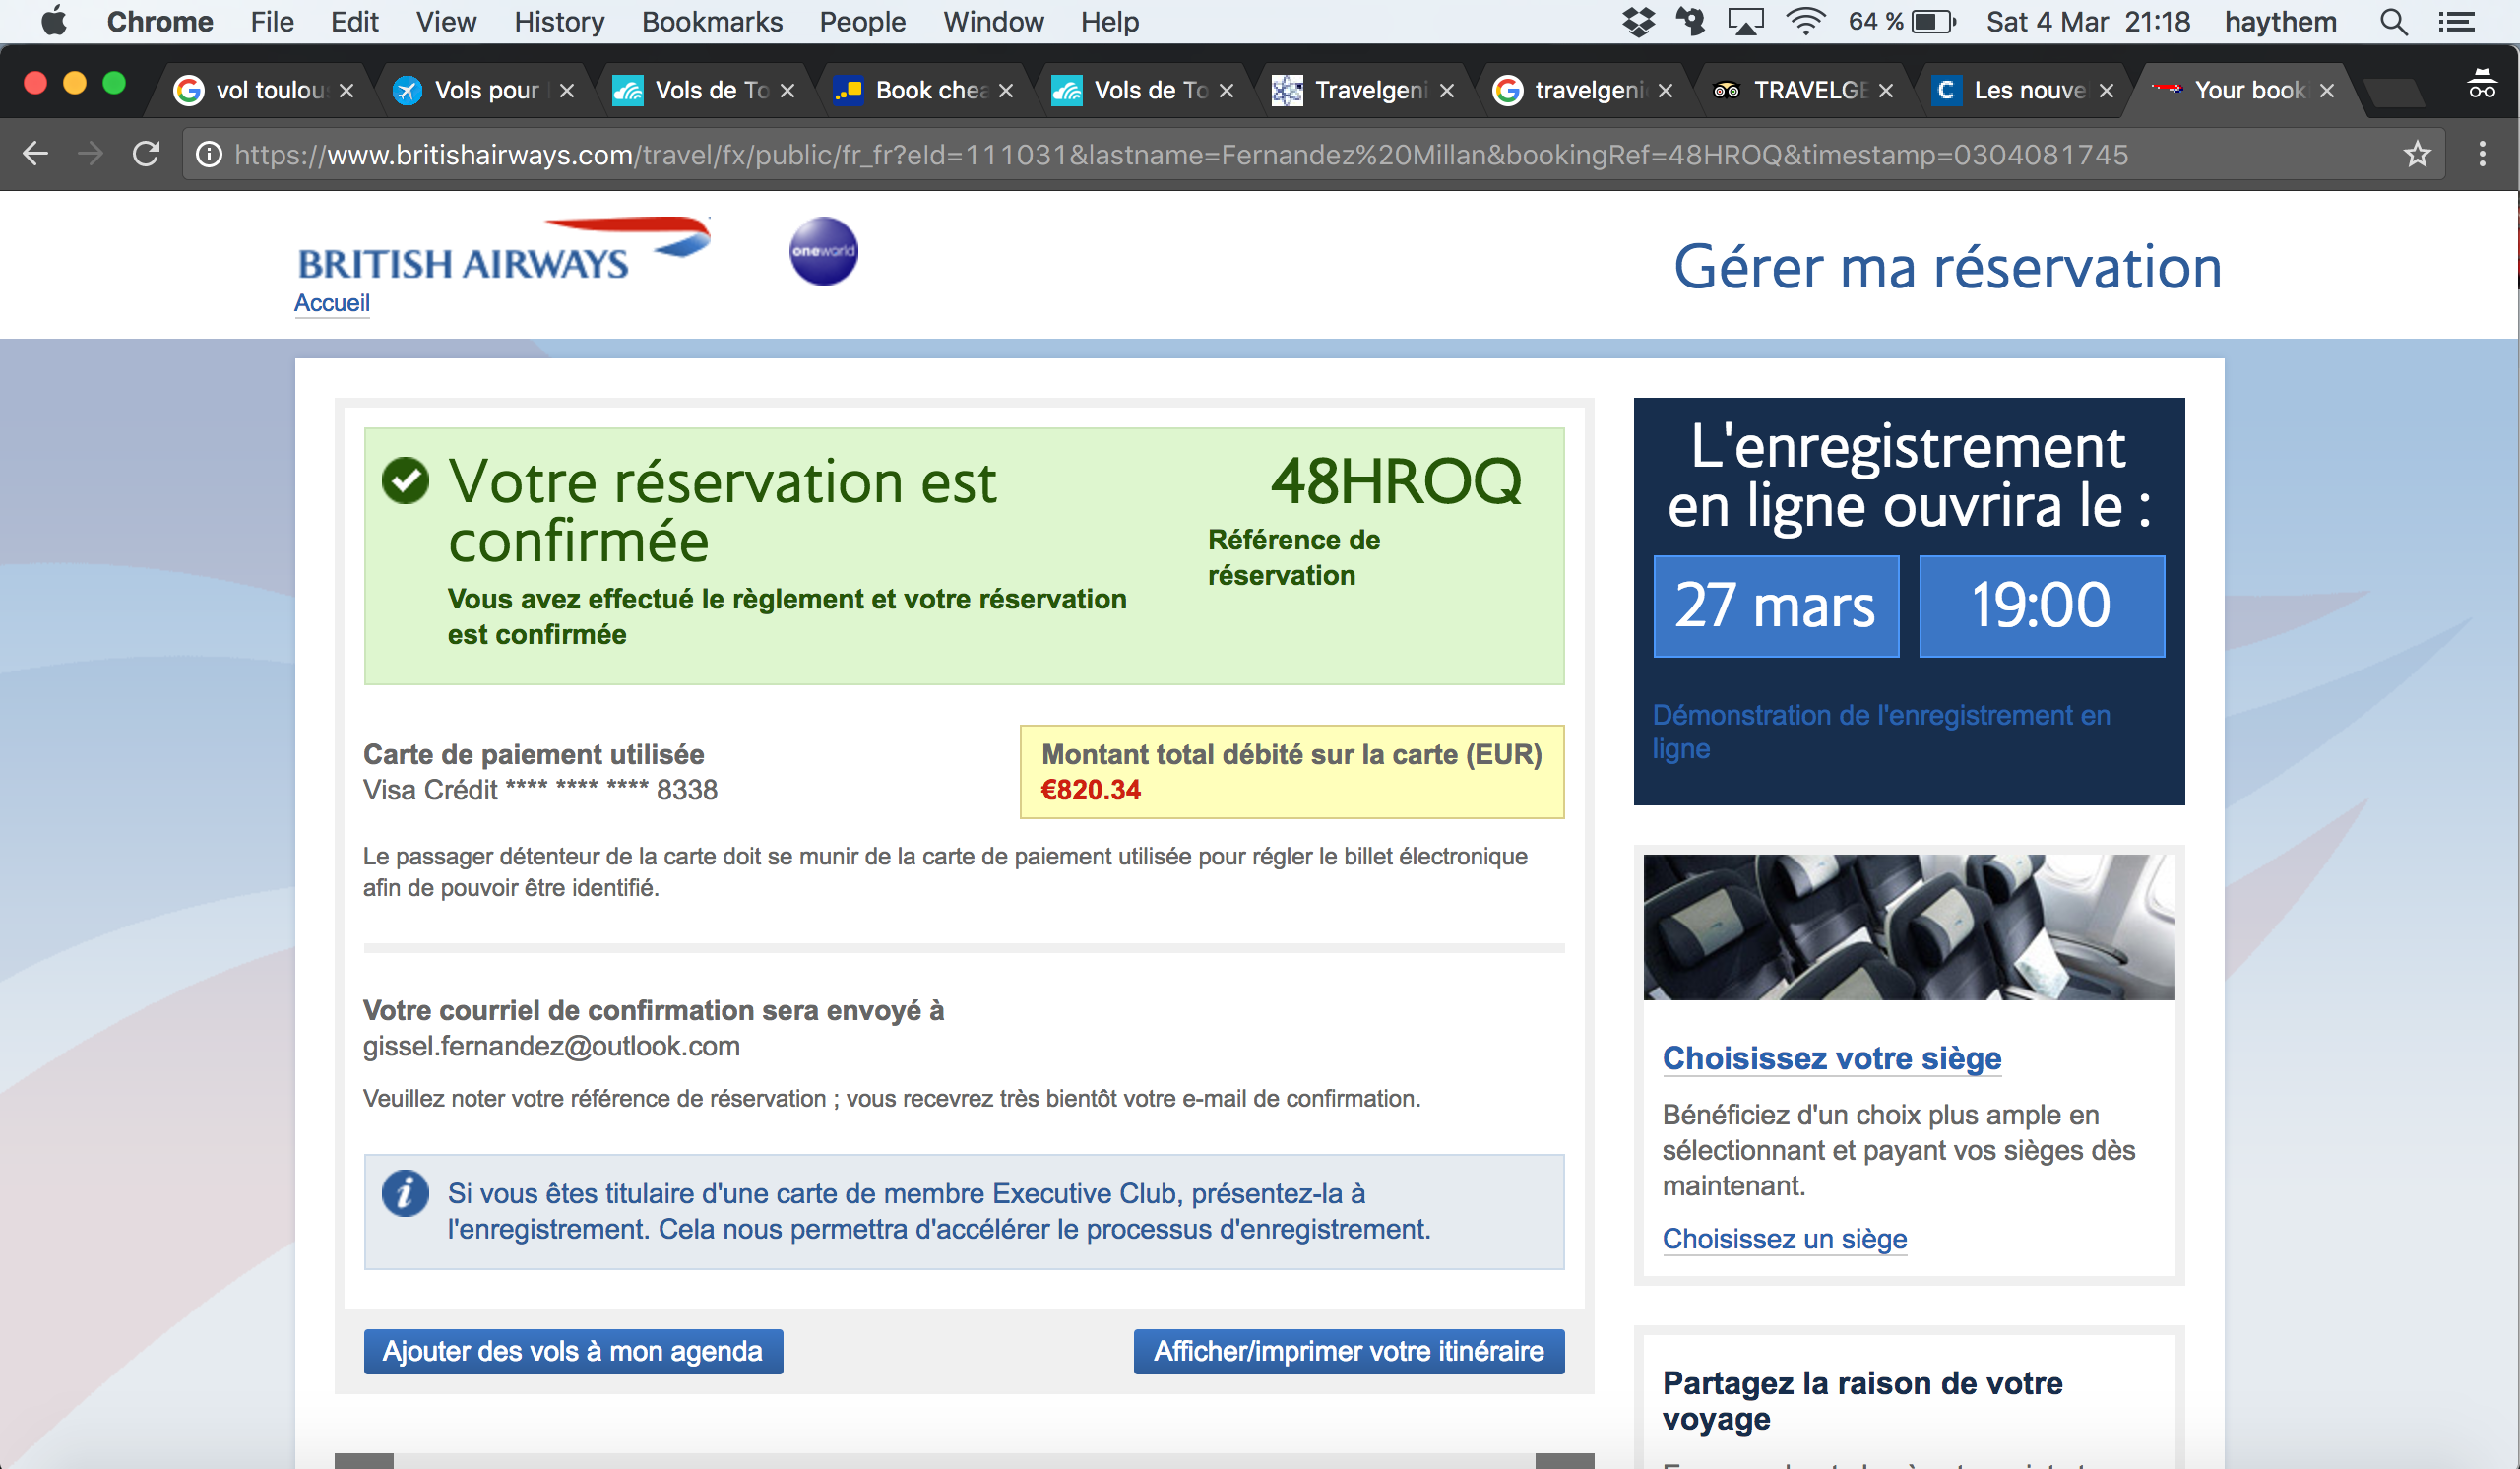 Chrome File Edit View History Bookmarks People Window Help 64 % Sat 4 Mar 21:18 haythem
vol toulou Vols pour Vols de To Book chea Vols de To Travelgeni travelgeni TRAVELGE Les nouve Your book
https://www.britishairways.com/travel/fx/public/fr_fr?eId=111031&lastname=Fernandez%20Millan&bookingRef=48HROQ&timestamp=0304081745
BRITISH AIRWAYS
oneworld
Accueil
Gérer ma réservation
Votre réservation est
confirmée
Vous avez effectué le règlement et votre réservation
est confirmée
48HROQ
Référence de
réservation
Carte de paiement utilisée
Visa Crédit **** **** **** 8338
Montant total débité sur la carte (EUR)
€820.34
Le passager détenteur de la carte doit se munir de la carte de paiement utilisée pour régler le billet électronique
afin de pouvoir être identifié.
Votre courriel de confirmation sera envoyé à
gissel.fernandez@outlook.com
Veuillez noter votre référence de réservation ; vous recevrez très bientôt votre e-mail de confirmation.
Si vous êtes titulaire d'une carte de membre Executive Club, présentez-la à
l'enregistrement. Cela nous permettra d'accélérer le processus d'enregistrement.
Ajouter des vols à mon agenda
Afficher/imprimer votre itinéraire
L'enregistrement
en ligne ouvrira le :
27 mars 19:00
Démonstration de l'enregistrement en
ligne
Choisissez votre siège
Bénéficiez d'un choix plus ample en
sélectionnant et payant vos sièges dès
maintenant.
Choisissez un siège
Partagez la raison de votre
voyage